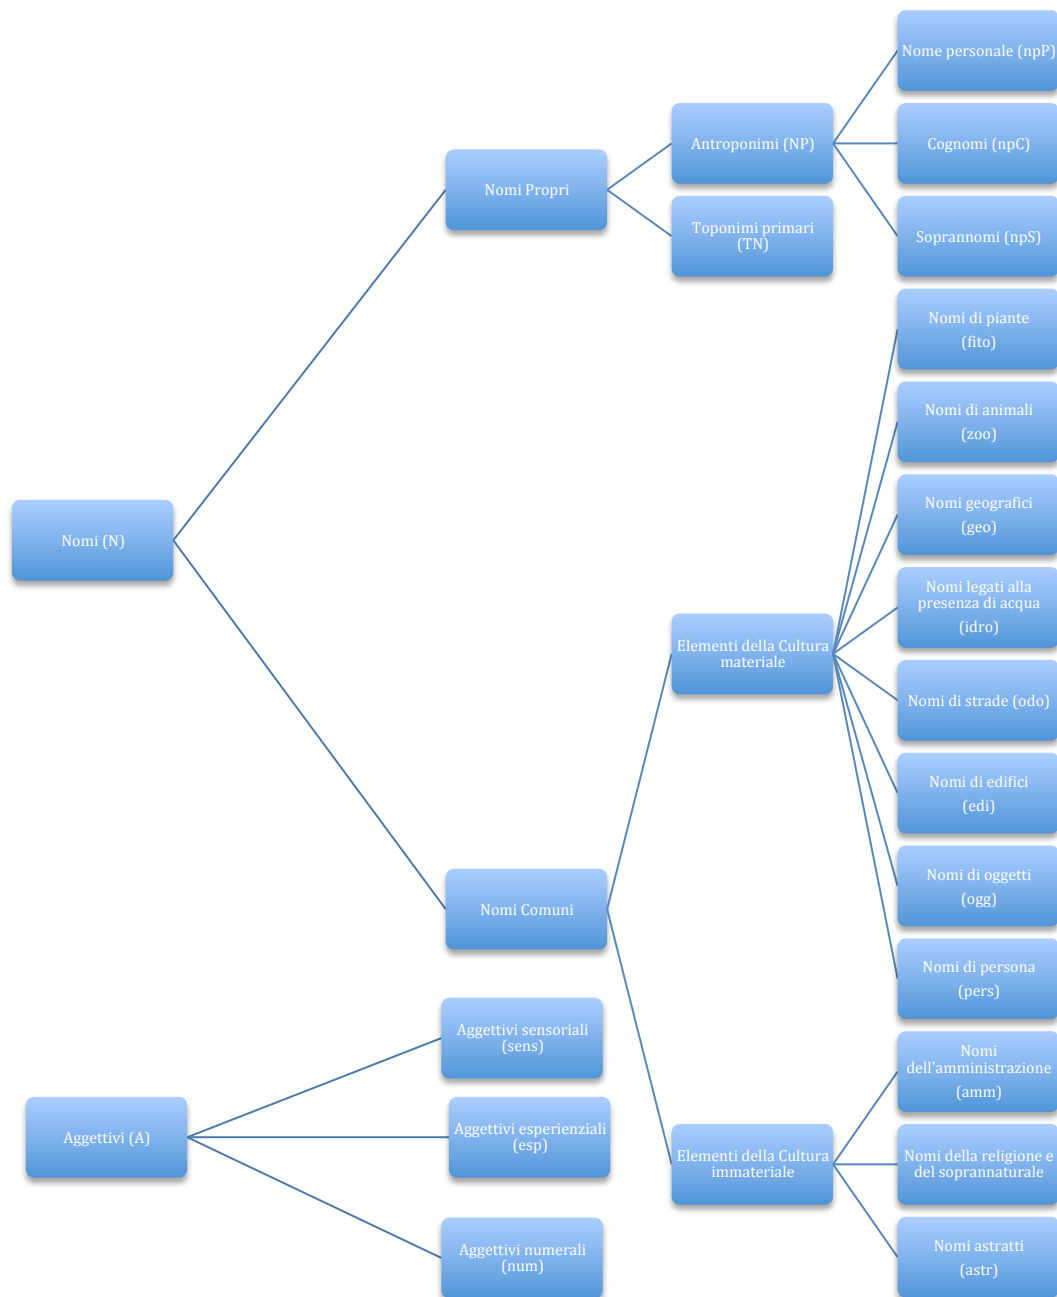 Nome personale (npP)
Antroponimi (NP)
Cognomi (npC)
Nomi Propri
Toponimi primari
(TN)
Soprannomi (npS)
Nomi di piante
(fito)
Nomi di animali
(zoo)
Nomi (N)
Nomi geografici
(geo)
Nomi legati alla
presenza di acqua
(idro)
Elementi della Cultura
materiale
Nomi di strade (odo)
Nomi di edifici
(edi)
Nomi Comuni
Nomi di oggetti
(ogg)
Nomi di persona
(pers)
Aggettivi sensoriali
(sens)
Nomi
dell'amministrazione
(amm)
Aggettivi (A)
Aggettivi esperienziali
(esp)
Elementi della Cultura
immateriale
Nomi della religione e
del soprannaturale
Aggettivi numerali
(num)
Nomi astratti
(astr)